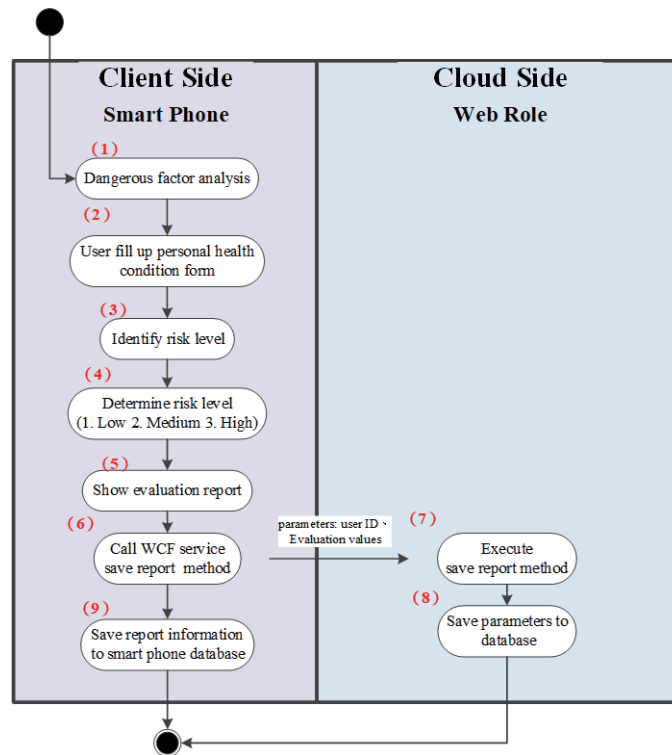 Client Side
Smart Phone
Cloud Side
Web Role
(1)
Dangerous factor analysis
(2)
User fill up personal health
condition form
(3)
Identify risk level
(4)
Determine risk level
(1. Low 2. Medium 3. High)
(5)
Show evaluation report
(6)
Call WCF service
save report method
parameters: user ID、
Evaluation values
(7)
Execute
save report method
(8)
Save parameters to
database
(9)
Save report information
to smart phone database